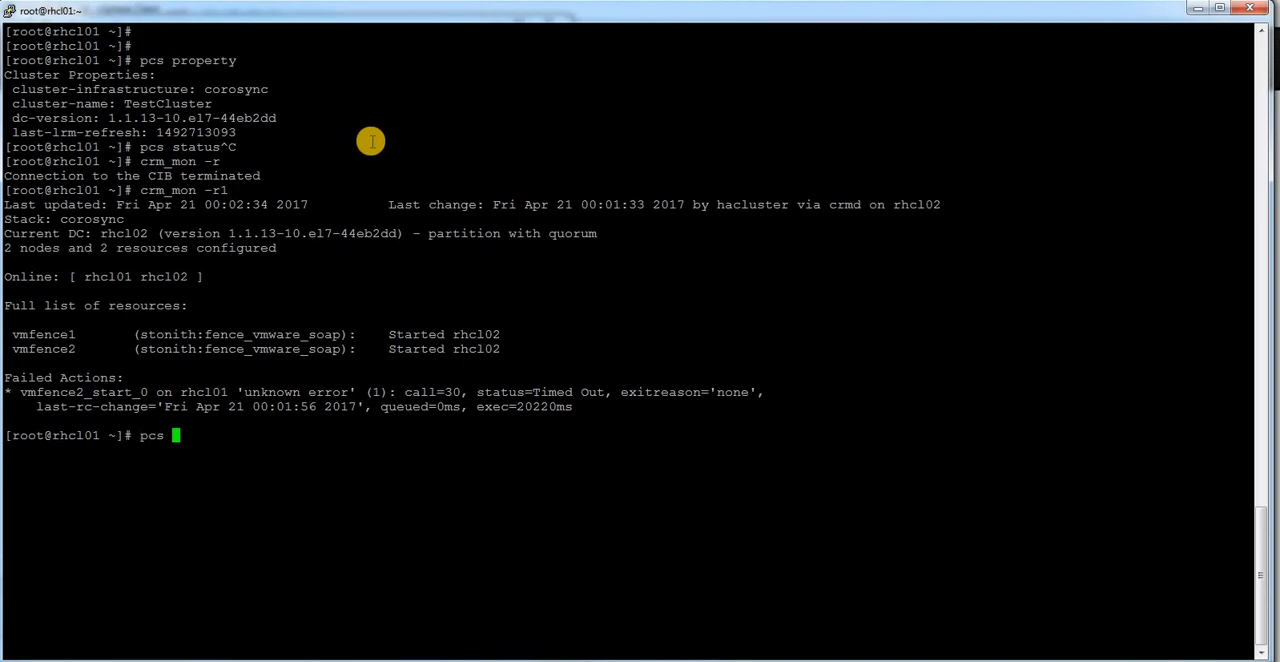 root@rhcl01:~
[root@rhcl01 ~]#
[root@rhcl01 ~]#
[root@rhcl01 ~]# pcs property
Cluster Properties:
 cluster-infrastructure: corosync
 cluster-name: TestCluster
 dc-version: 1.1.13-10.el7-44eb2dd
 last-lrm-refresh: 1492713093
[root@rhcl01 ~]# pcs status^C
[root@rhcl01 ~]# crm_mon -r
Connection to the CIB terminated
[root@rhcl01 ~]# crm_mon -r1
Last updated: Fri Apr 21 00:02:34 2017          Last change: Fri Apr 21 00:01:33 2017 by hacluster via crmd on rhcl01
Stack: corosync
Current DC: rhcl02 (version 1.1.13-10.el7-44eb2dd) - partition with quorum
2 nodes and 2 resources configured
Online: [ rhcl01 rhcl02 ]
Full list of resources:
 vmfence1       (stonith:fence_vmware_soap):    Started rhcl02
 vmfence2       (stonith:fence_vmware_soap):    Started rhcl02
Failed Actions:
* vmfence2_start_0 on rhcl01 'unknown error' (1): call=30, status=Timed Out, exitreason='none',
    last-rc-change='Fri Apr 21 00:01:56 2017', queued=0ms, exec=20220ms
[root@rhcl01 ~]# pcs